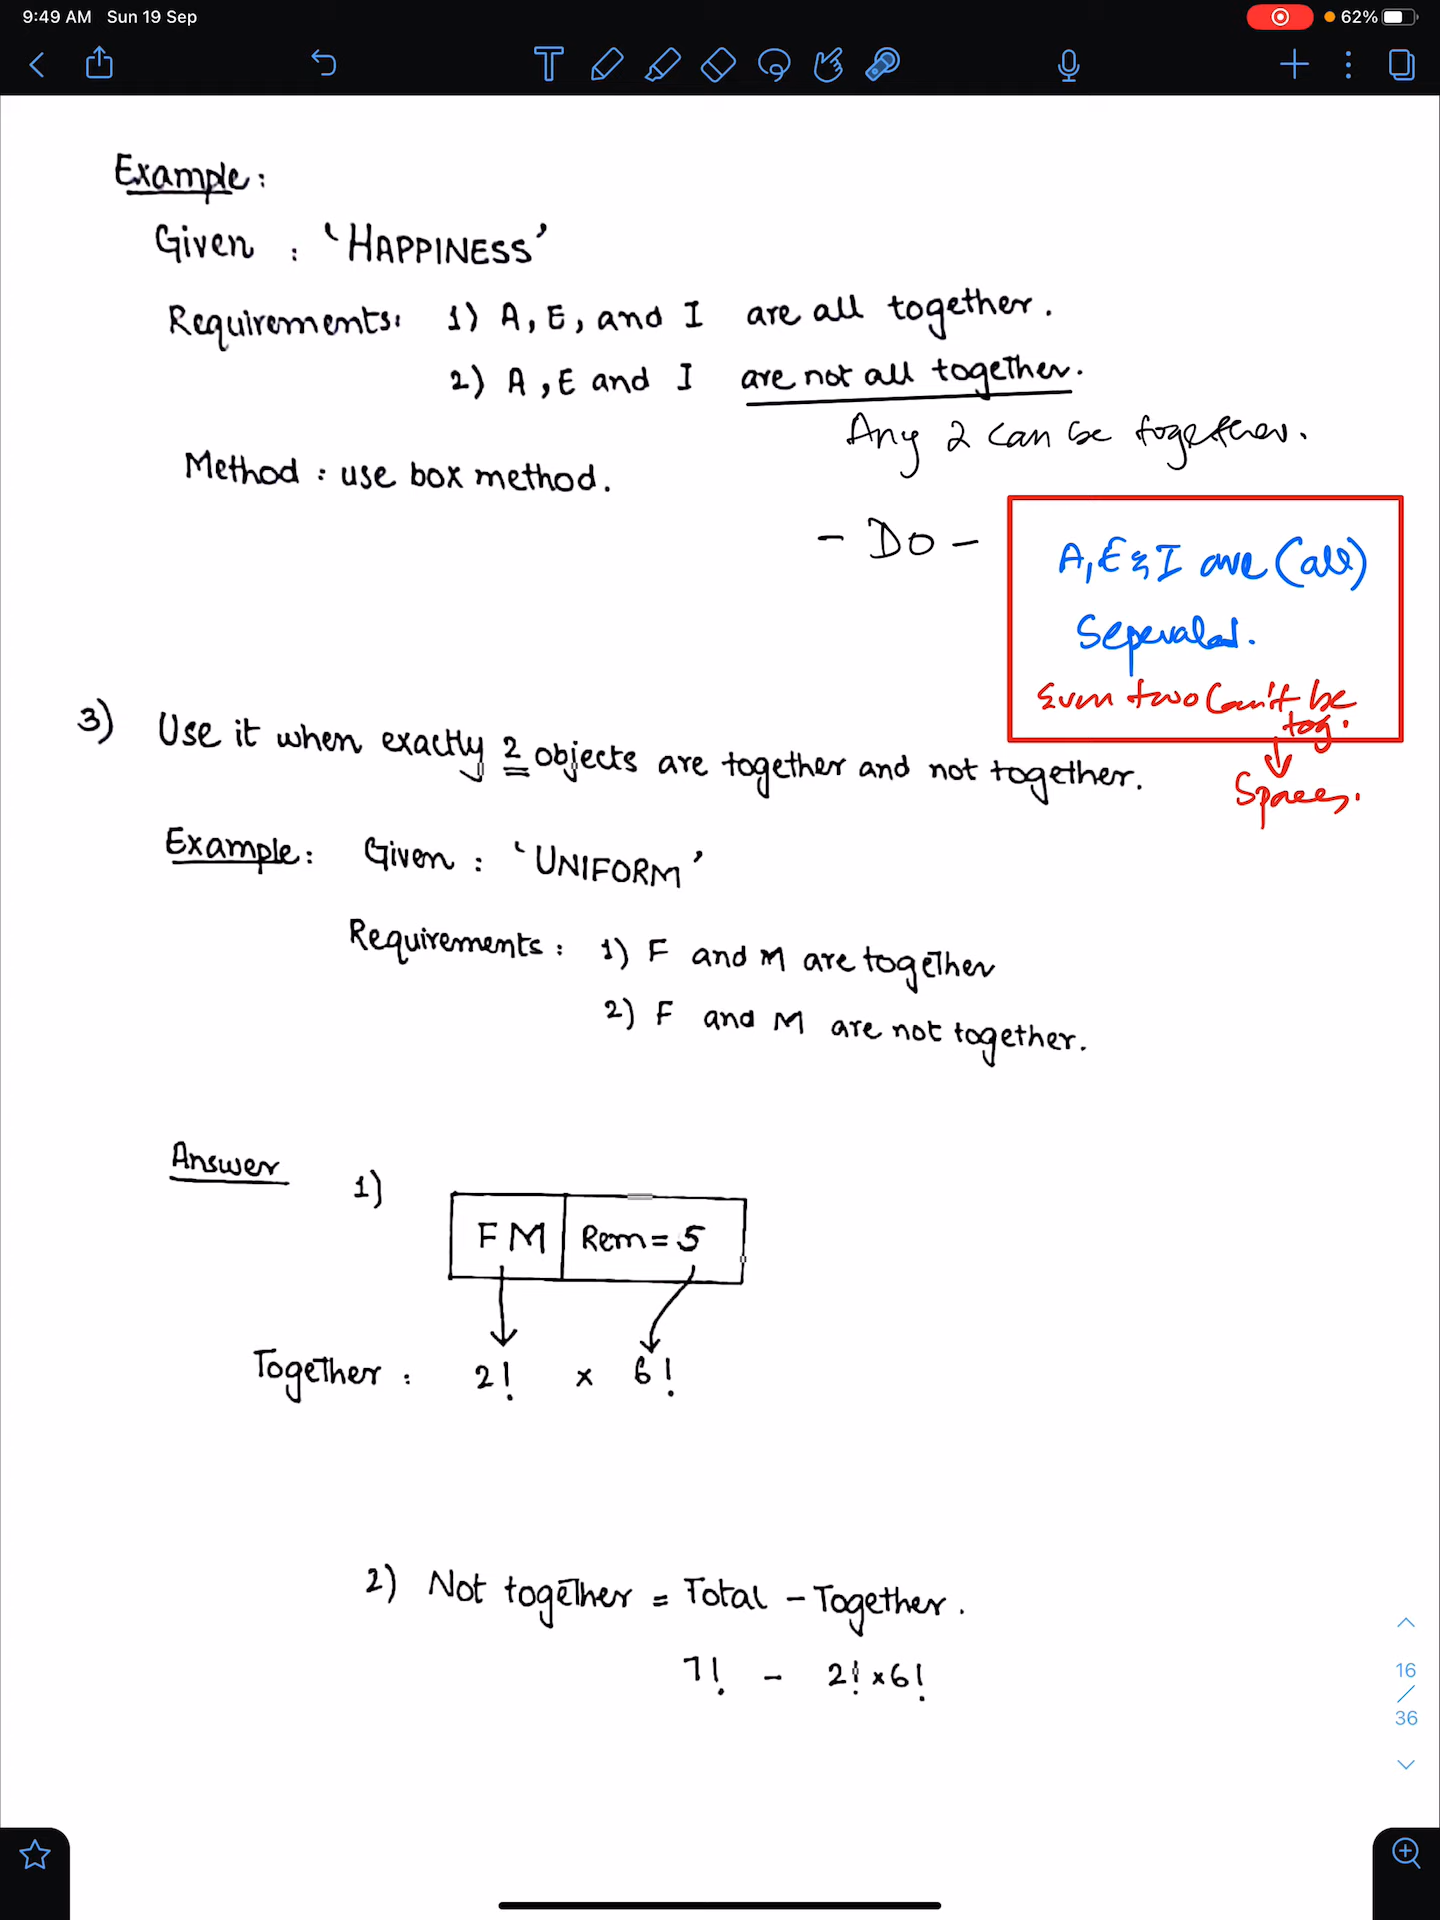 9:49 AM Sun 19 Sep
62%
Example:
Given : 'HAPPINESS'
Requirements: 1) A, E, and I are all together.
2) A, E and I are not all together.
Any 2 can be together.
Method : use box method.
- Do -
A, E & I are (all)
Seperated.
Even two Can't be
tog.
Spaces.
3) Use it when exactly 2 objects are together and not together.
Example: Given : 'UNIFORM'
Requirements : 1) F and M are together
2) F and M are not together.
Answer 1)
F M Rem = 5
Together : 2! x 6!
2) Not together = Total - Together.
7! - 2! x 6!
16
/
36